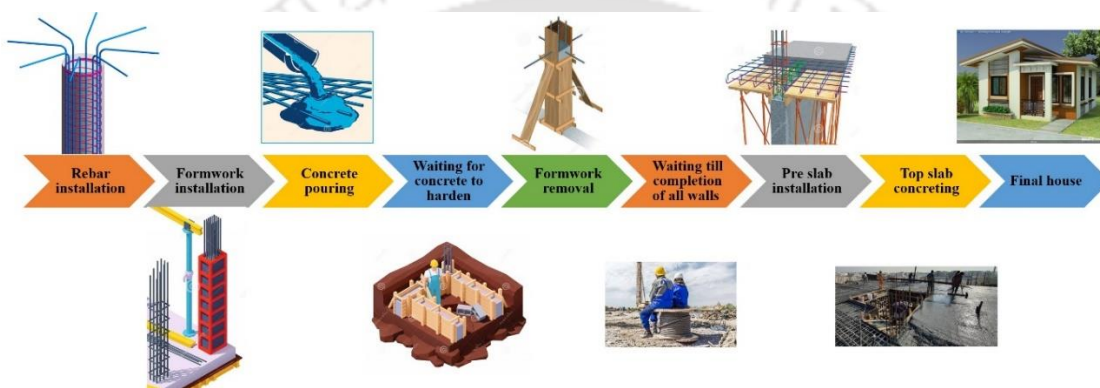 Rebar
installation
Formwork
installation
Concrete
pouring
Waiting for
concrete to
harden
Formwork
removal
Waiting till
completion
of all walls
Pre slab
installation
Top slab
concreting
Final house